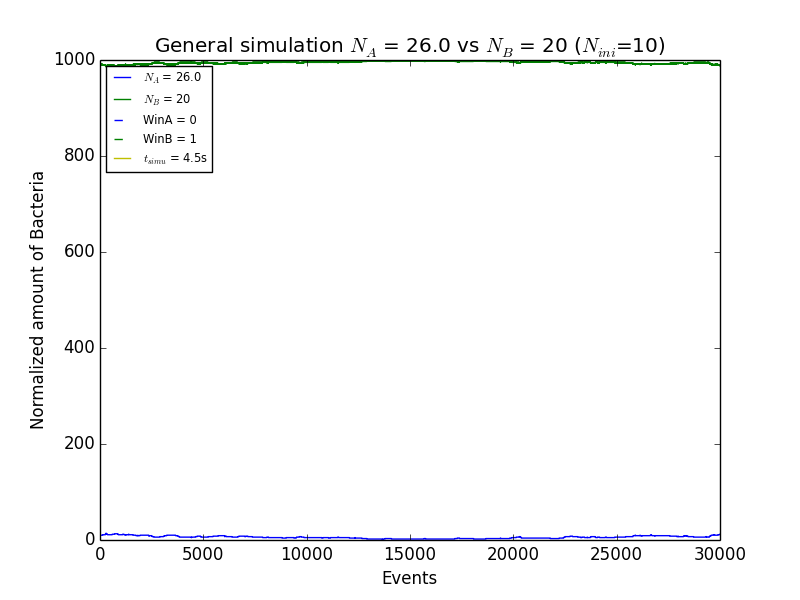 General simulation N_A = 26.0 vs N_B = 20 (N_ini=10)
1000
800
600
400
200
0
N_A = 26.0
N_B = 20
WinA = 0
WinB = 1
t_simu = 4.5s
Normalized amount of Bacteria
0 5000 10000 15000 20000 25000 30000
Events